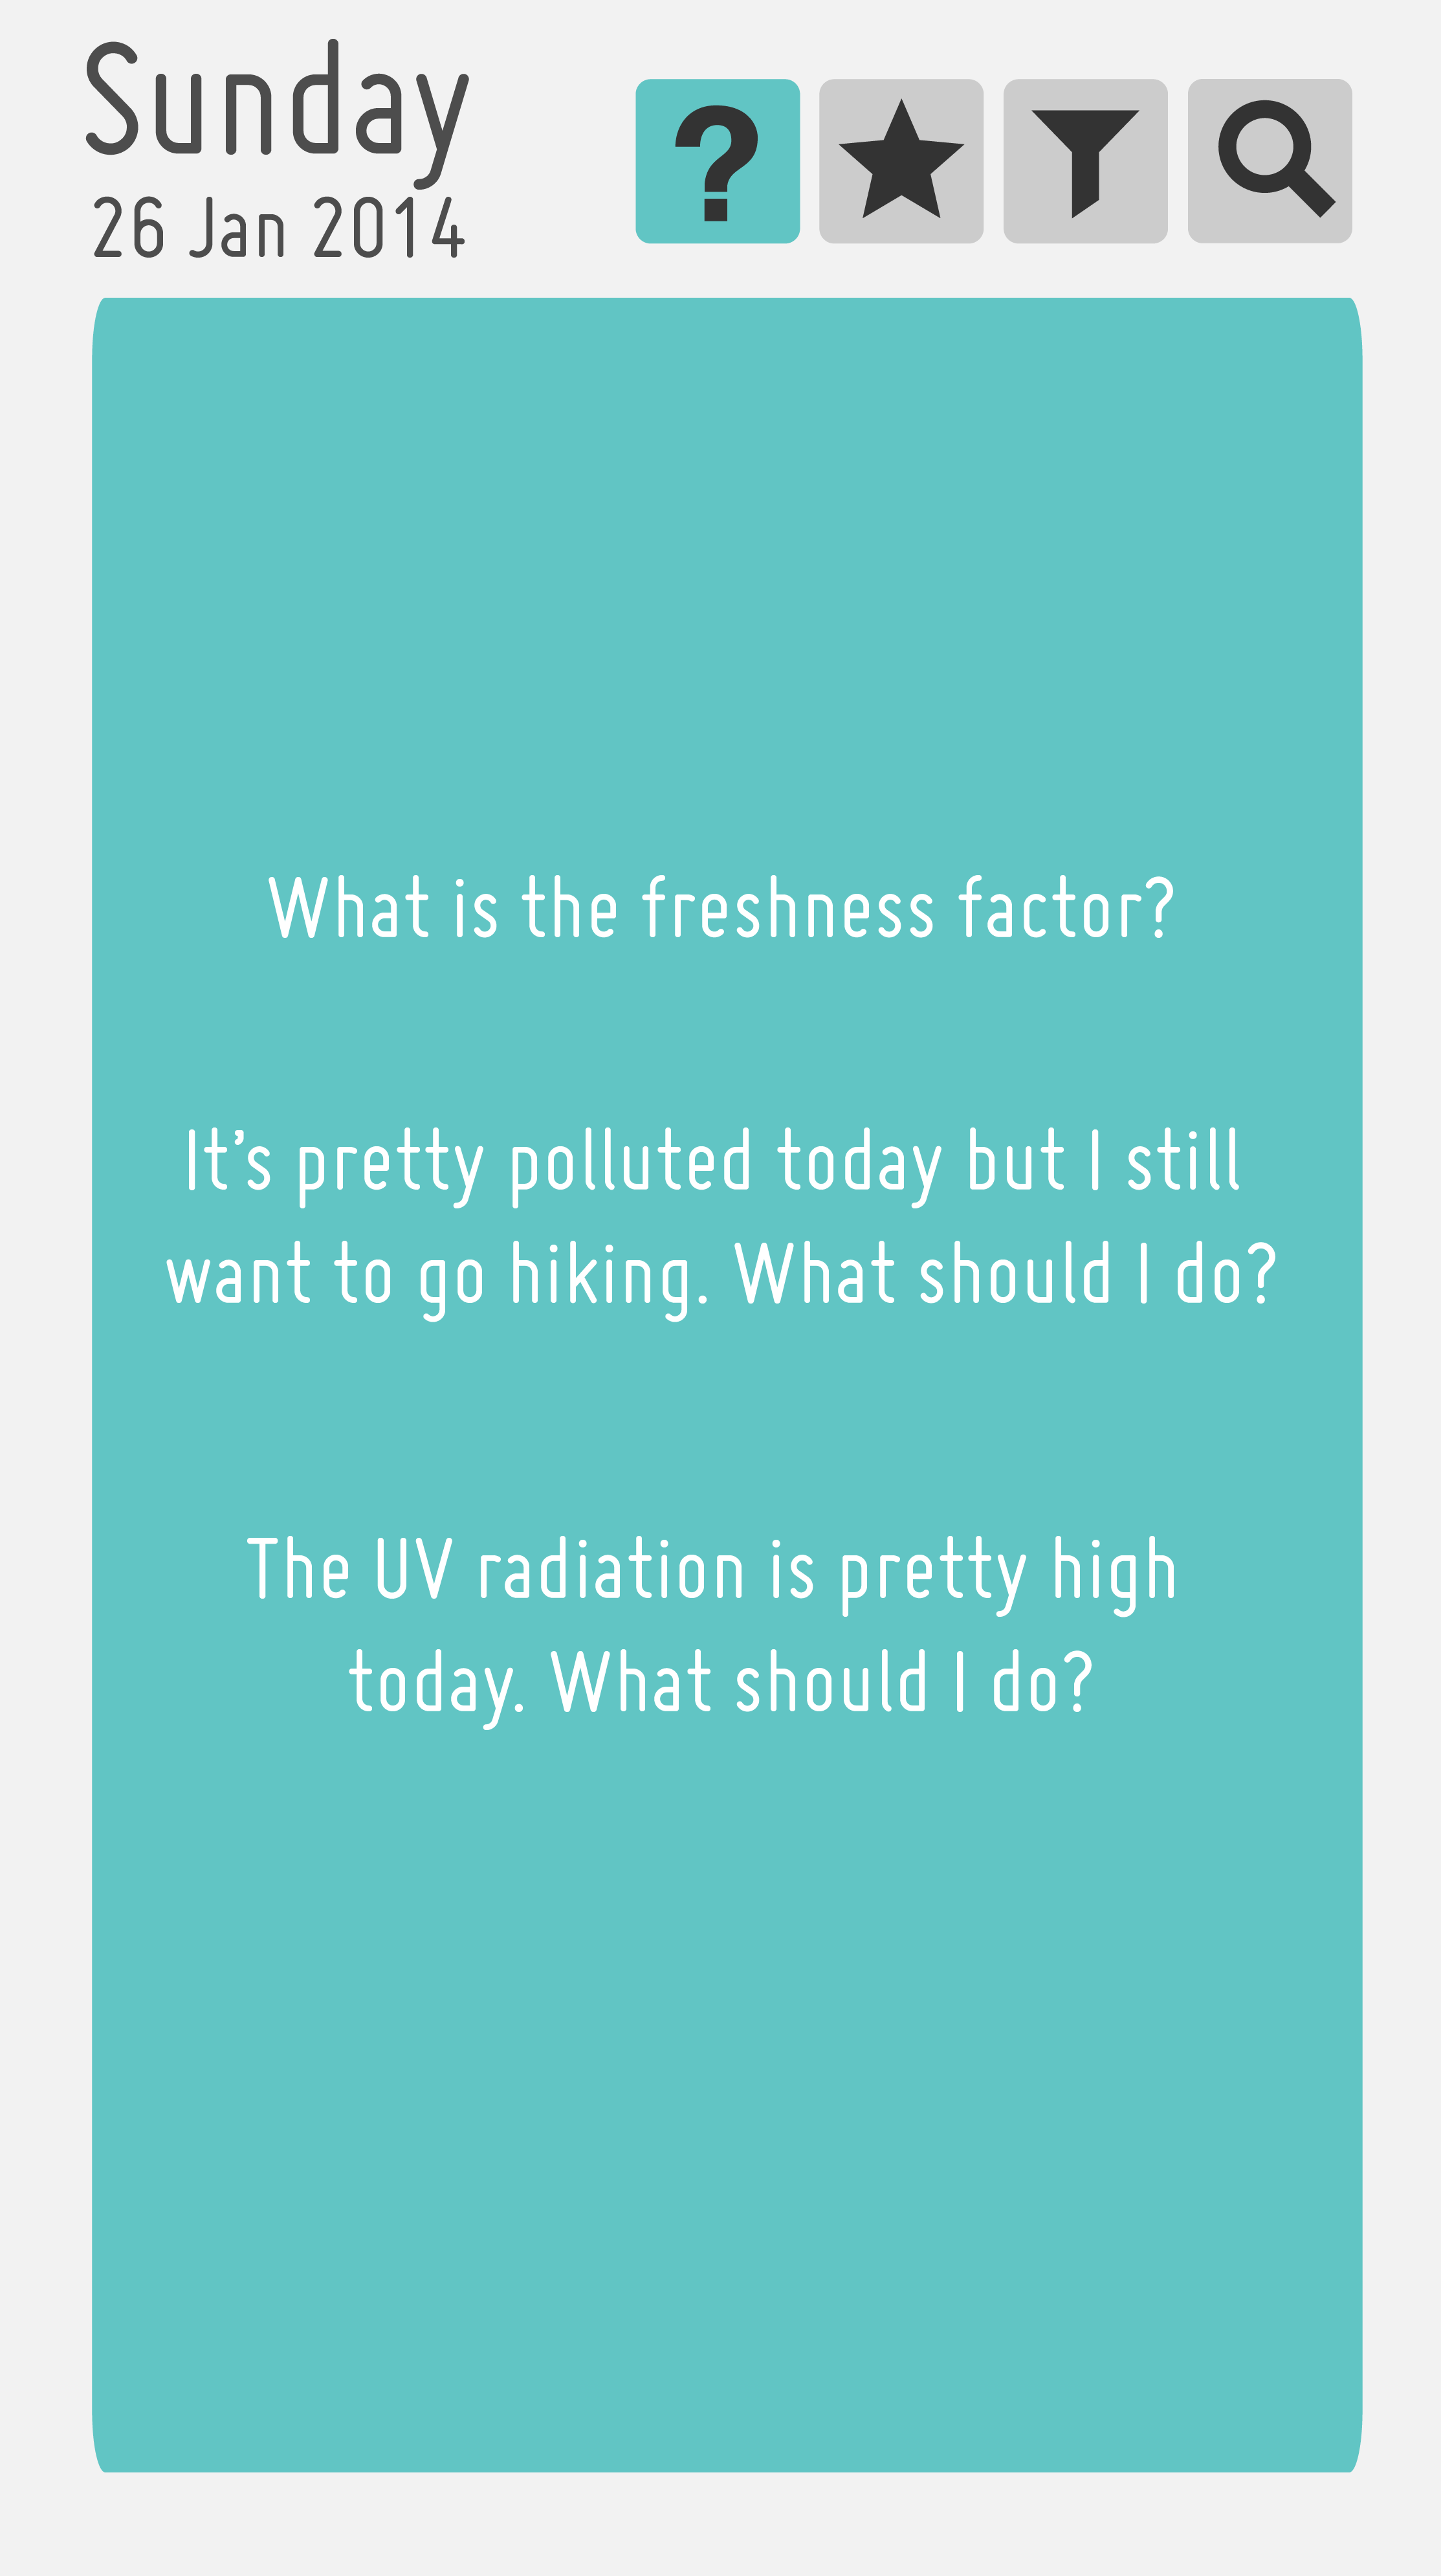 Sunday
26 Jan 2014
?
What is the freshness factor?
It’s pretty polluted today but I still
want to go hiking. What should I do?
The UV radiation is pretty high
today. What should I do?